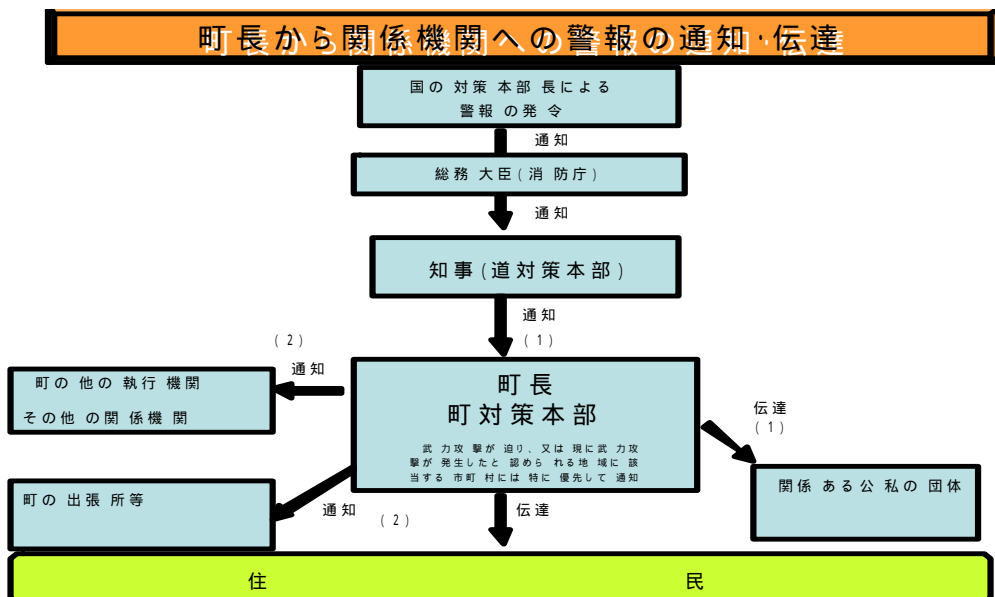 町長から関係機関への警報の通知・伝達
国の対策本部長による
警報の発令
通知
総務大臣(消防庁)
通知
知事(道対策本部)
通知
(1)
(2)
通知
町の他の執行機関
その他の関係機関
町長
町対策本部
武力攻撃が迫り、又は現に武力攻
撃が発生したと認められる地域に該
当する市町村には特に優先して通知
伝達
(1)
町の出張所等
通知
(2)
伝達
関係ある公私の団体
住民